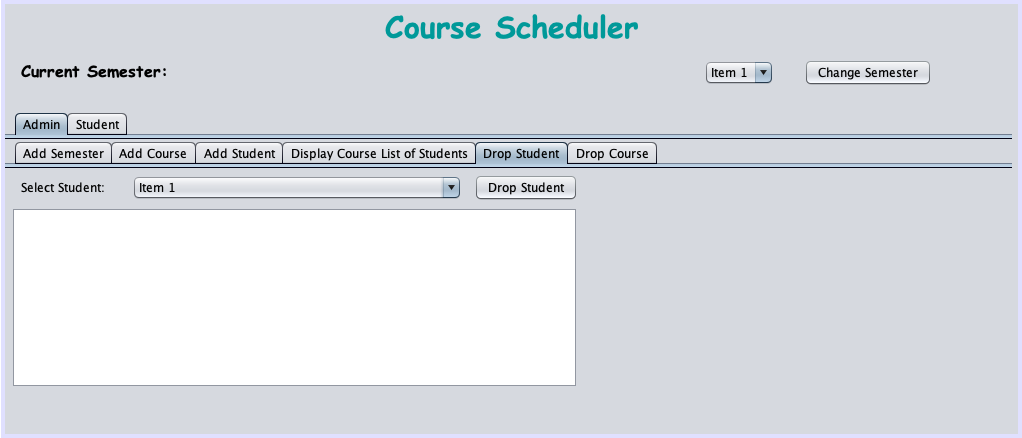 Course Scheduler
Current Semester:
Item 1
Change Semester
Admin Student
Add Semester Add Course Add Student Display Course List of Students Drop Student Drop Course
Select Student: Item 1 Drop Student